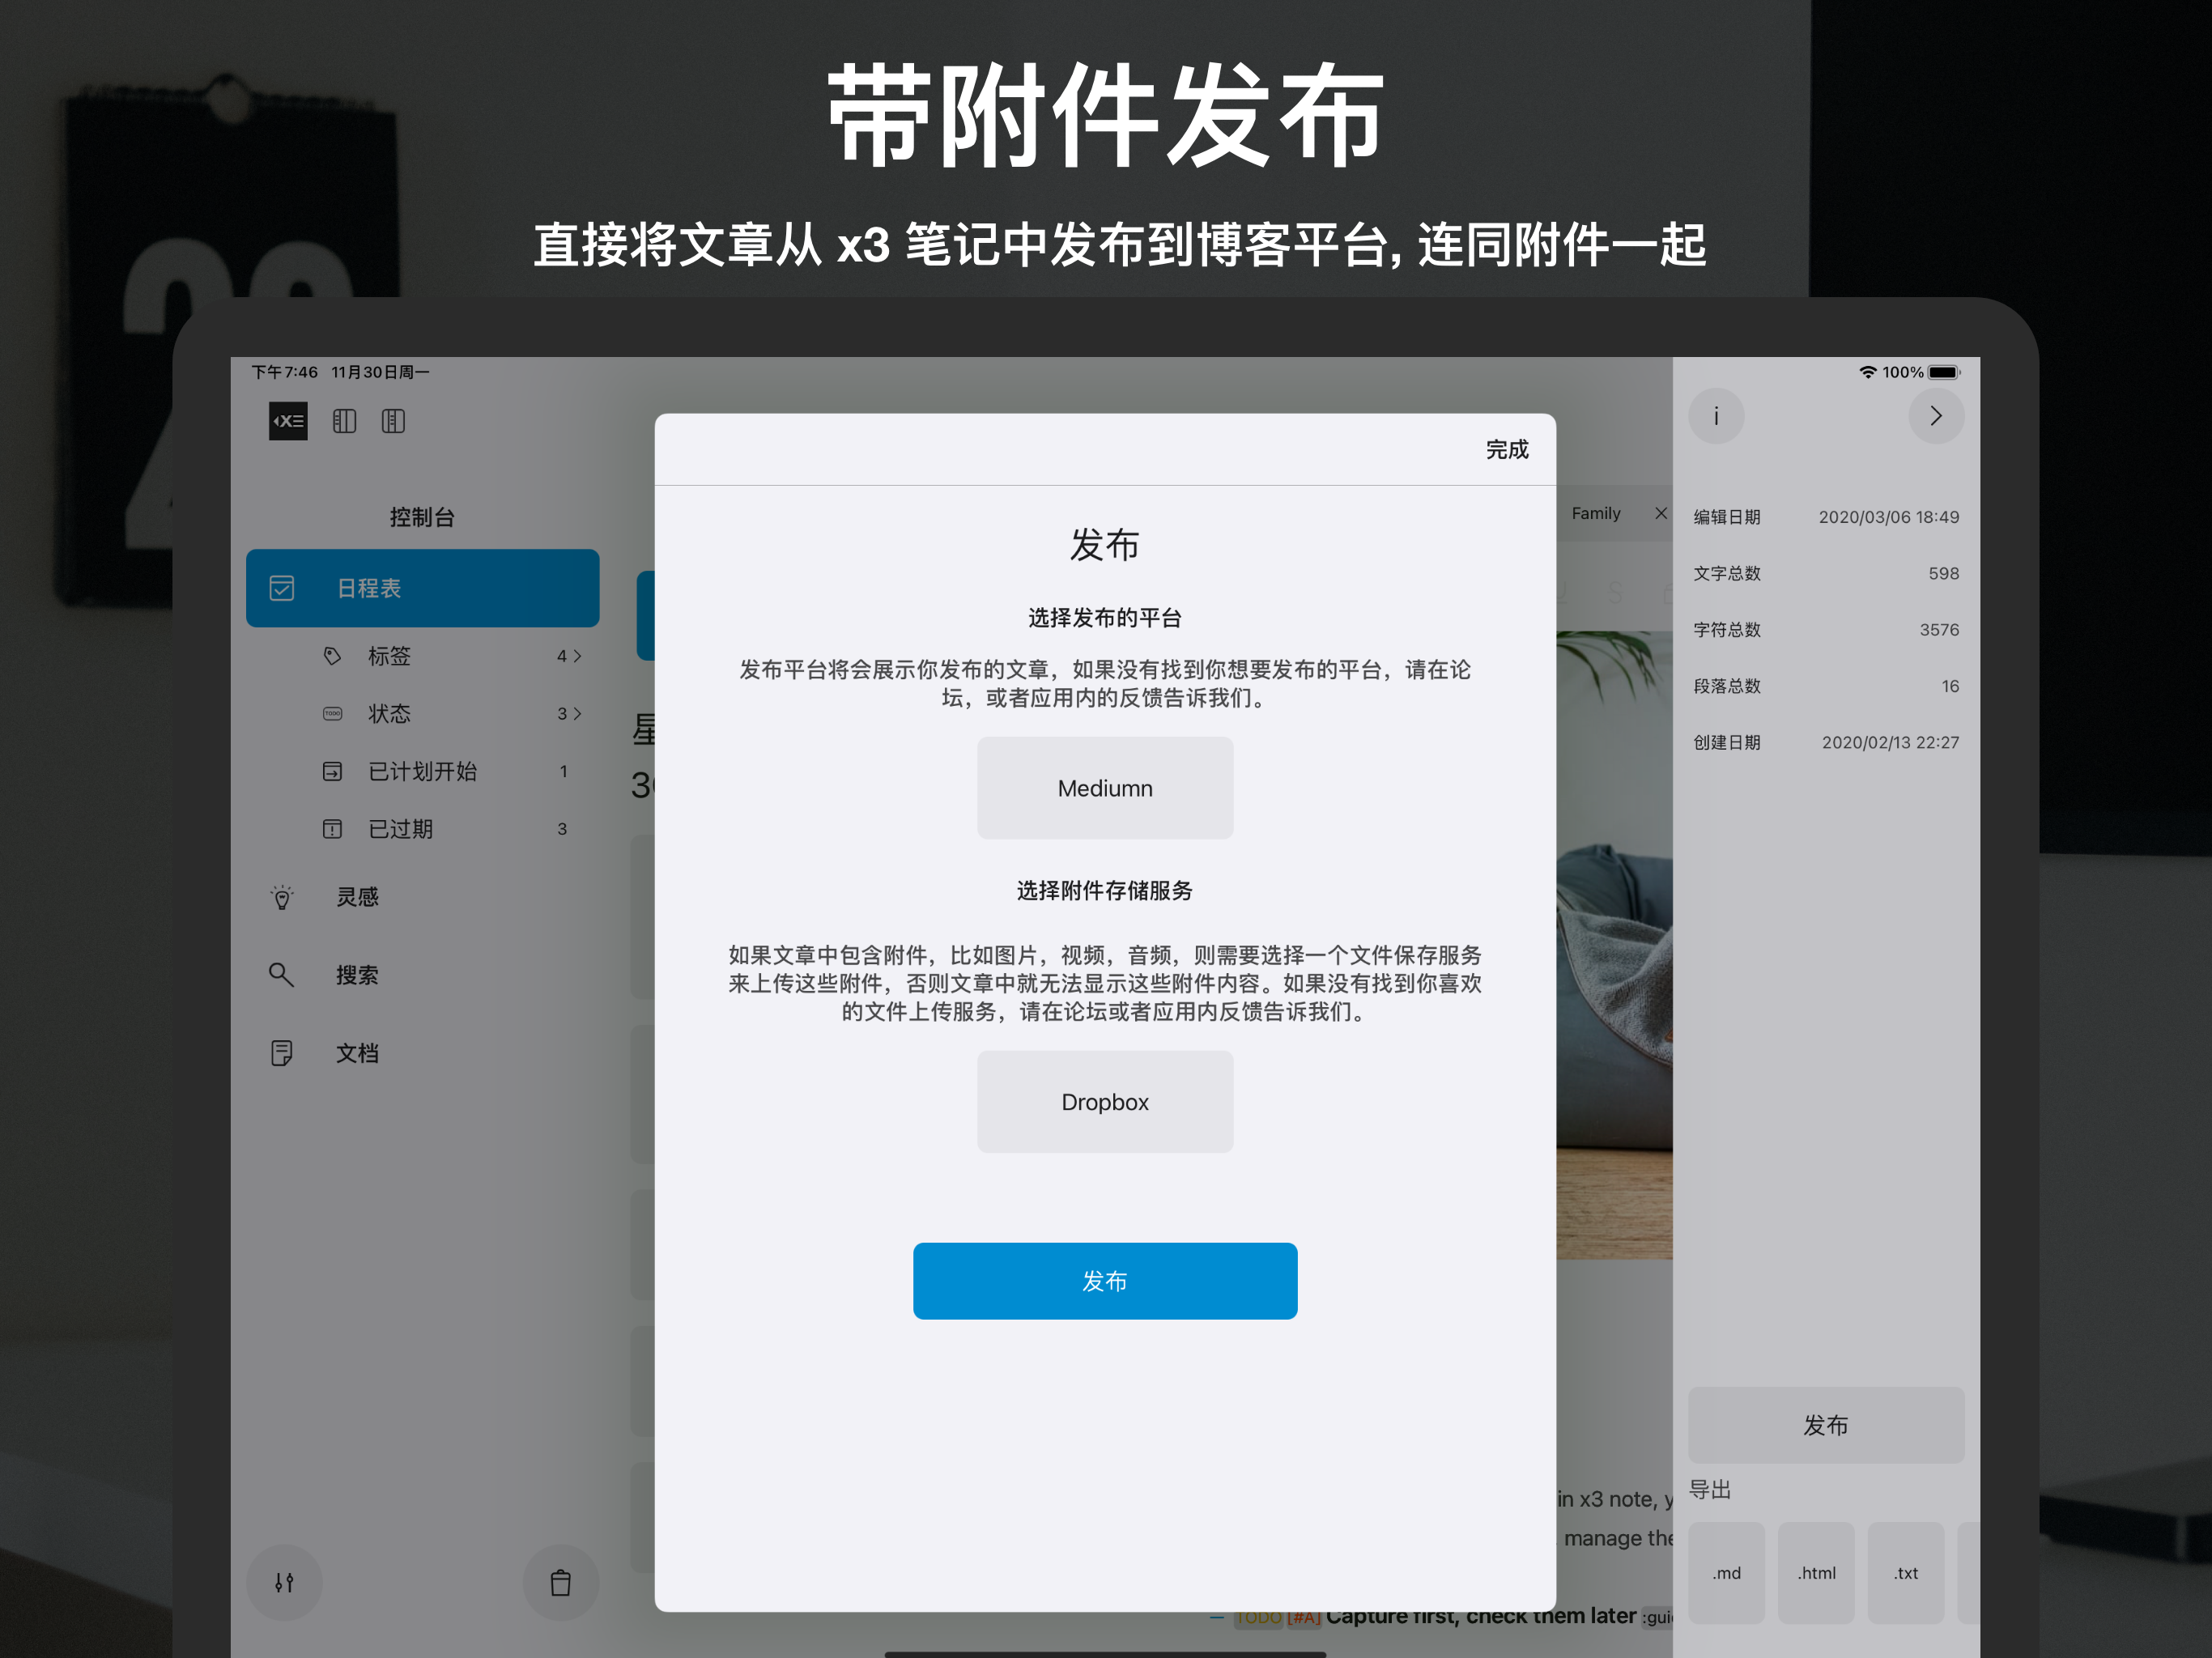 带附件发布
直接将文章从 x3 笔记中发布到博客平台, 连同附件一起
下午7:46 11月30日周一
100%
控制台
日程表
标签 4
状态 3
已计划开始 1
已过期 3
灵感
搜索
文档
星
完成
发布
选择发布的平台
发布平台将会展示你发布的文章，如果没有找到你想要发布的平台，请在论
坛，或者应用内的反馈告诉我们。
Mediumn
选择附件存储服务
如果文章中包含附件，比如图片，视频，音频，则需要选择一个文件保存服务
来上传这些附件，否则文章中就无法显示这些附件内容。如果没有找到你喜欢
的文件上传服务，请在论坛或者应用内反馈告诉我们。
Dropbox
发布
Family
S
in x3 note,
manage the
TODO [#A] Capture first, check them later
i
编辑日期 2020/03/06 18:49
文字总数 598
字符总数 3576
段落总数 16
创建日期 2020/02/13 22:27
发布
导出
.md .html .txt